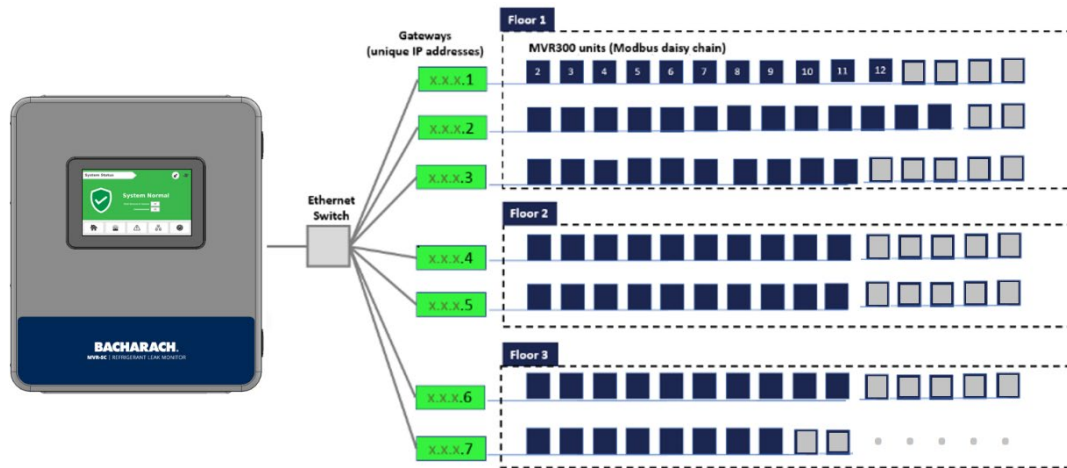 Floor 1
Gateways
(unique IP addresses)
MVR300 units (Modbus daisy chain)
x.x.x.1
2 3 4 5 6 7 8 9 10 11 12
x.x.x.2
x.x.x.3
System Status
System Normal
Ethernet
Switch
Floor 2
x.x.x.4
x.x.x.5
BACHARACH.
MVR-SC | REFRIGERANT LEAK MONITOR
Floor 3
x.x.x.6
x.x.x.7